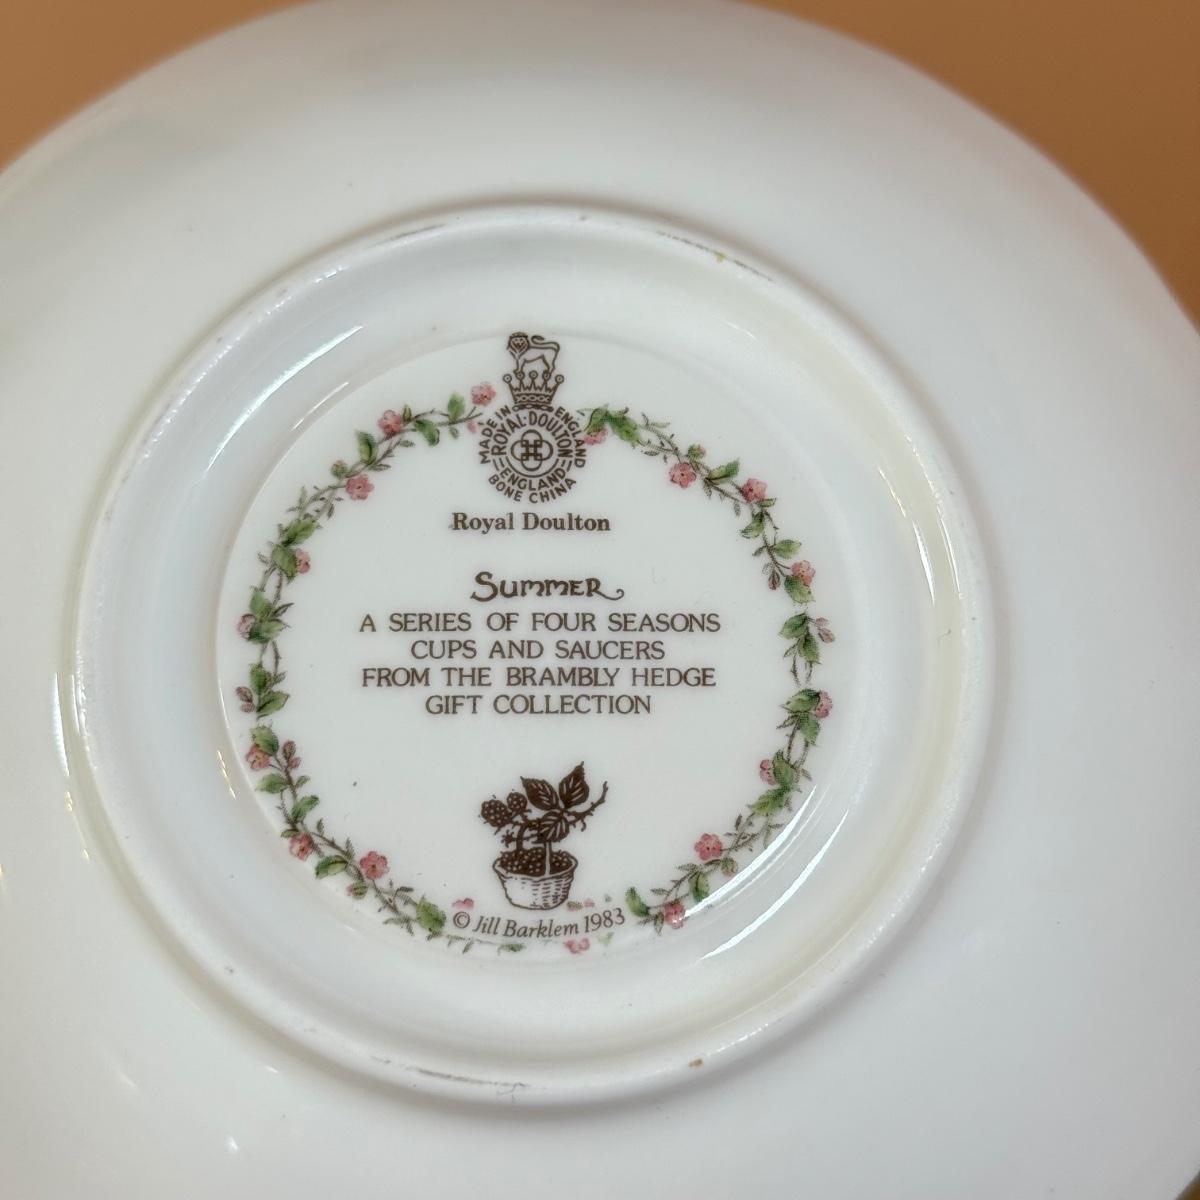 MADE IN ENGLAND
ROYAL·DOULTON
ENGLAND
BONE CHINA
Royal Doulton
SUMMER
A SERIES OF FOUR SEASONS
CUPS AND SAUCERS
FROM THE BRAMBLY HEDGE
GIFT COLLECTION
© Jill Barklem 1983